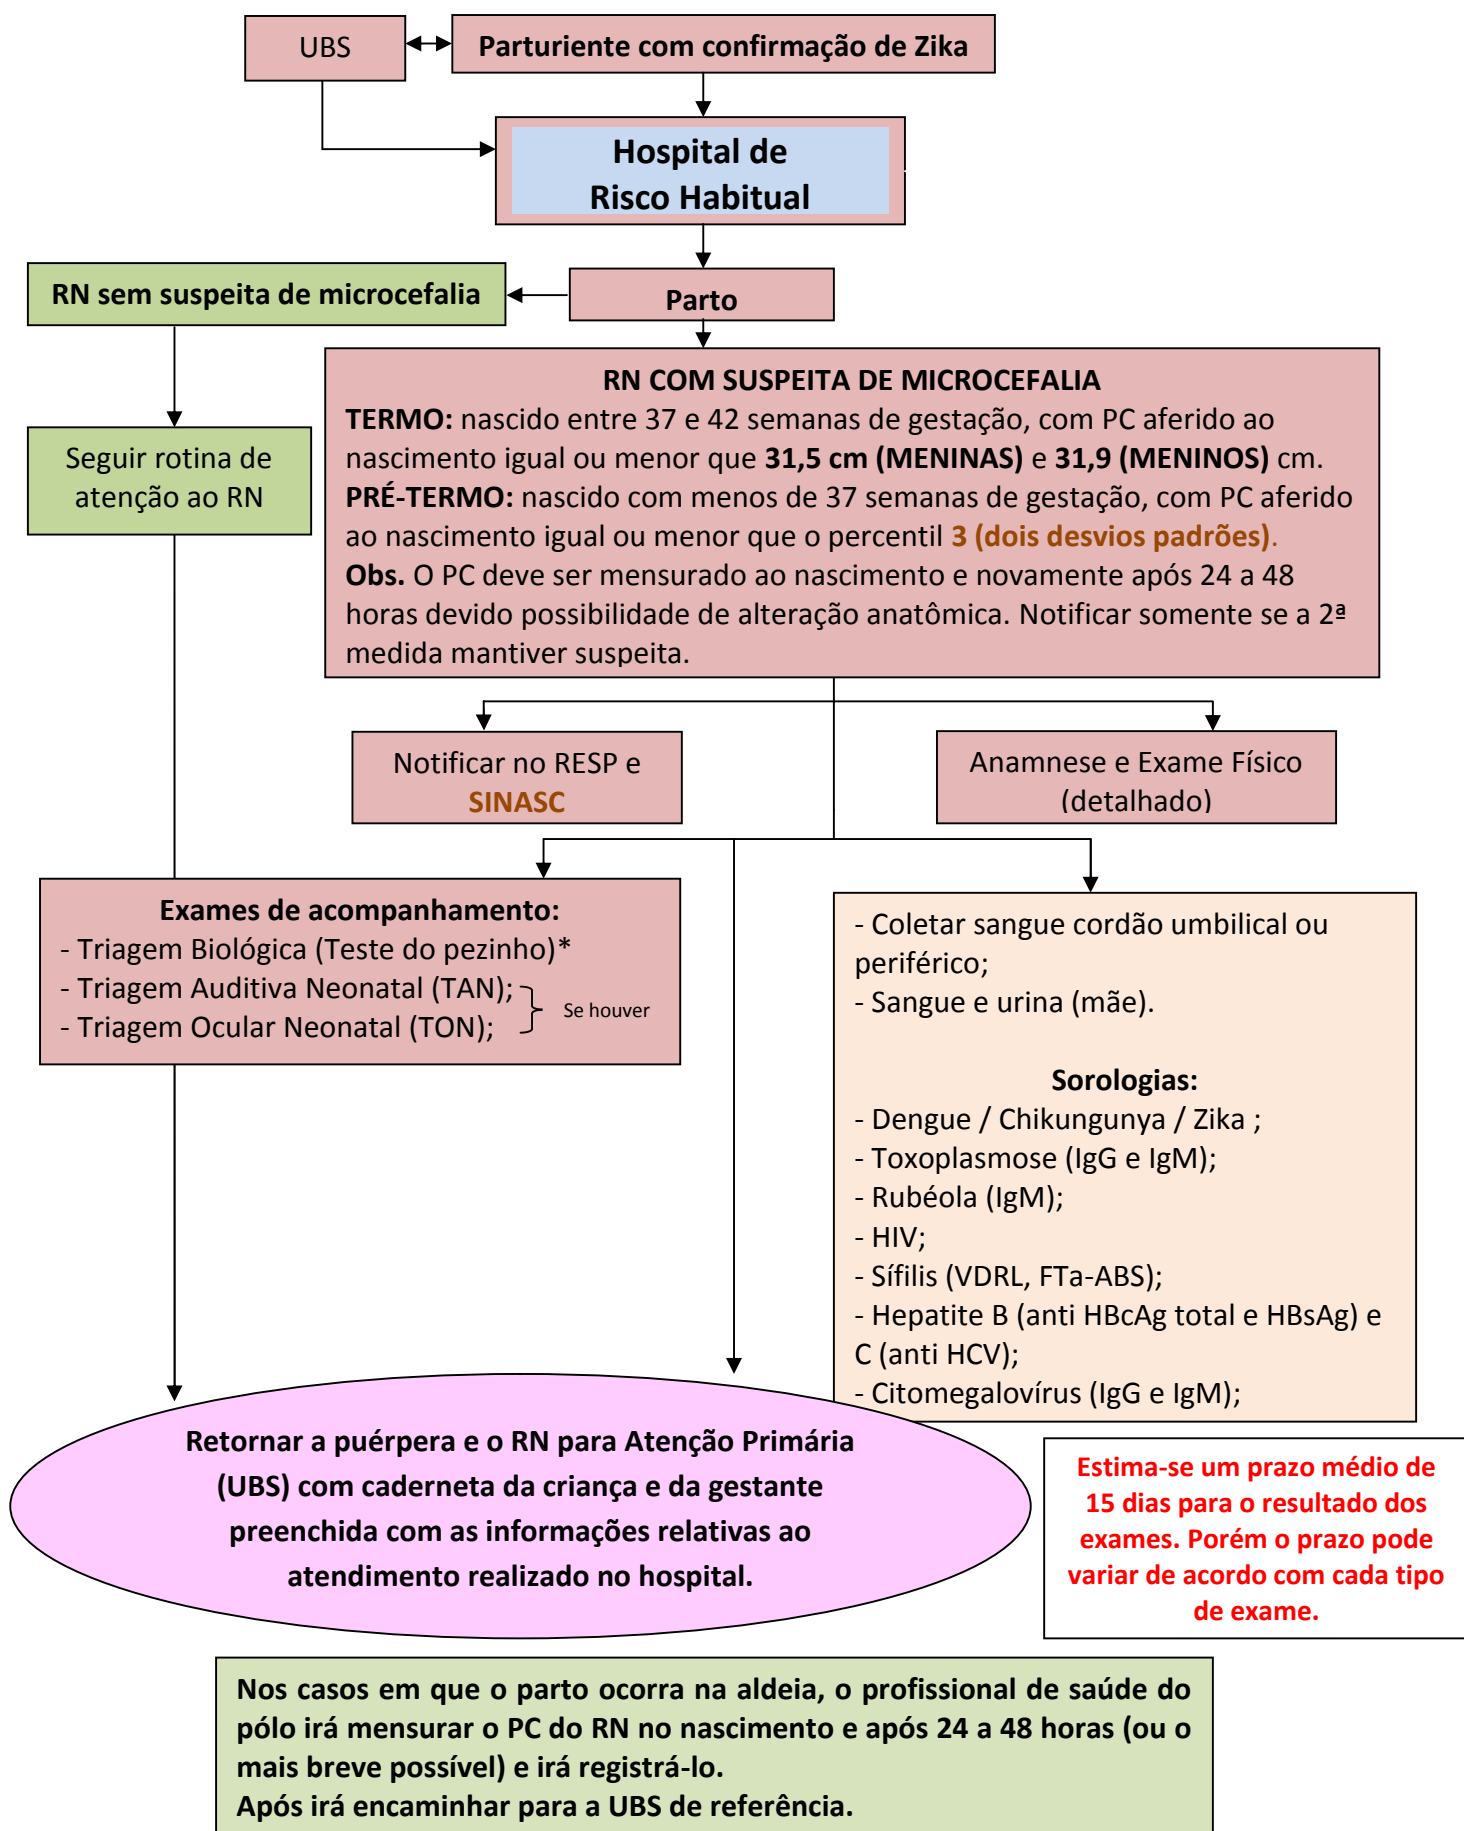 UBS
Parturiente com confirmação de Zika
Hospital de
Risco Habitual
RN sem suspeita de microcefalia
Parto
RN COM SUSPEITA DE MICROCEFALIA
TERMO: nascido entre 37 e 42 semanas de gestação, com PC aferido ao
nascimento igual ou menor que 31,5 cm (MENINAS) e 31,9 (MENINOS) cm.
PRÉ-TERMO: nascido com menos de 37 semanas de gestação, com PC aferido
ao nascimento igual ou menor que o percentil 3 (dois desvios padrões).
Obs. O PC deve ser mensurado ao nascimento e novamente após 24 a 48
horas devido possibilidade de alteração anatômica. Notificar somente se a 2ª
medida mantiver suspeita.
Seguir rotina de
atenção ao RN
Notificar no RESP e
SINASC
Anamnese e Exame Físico
(detalhado)
Exames de acompanhamento:
- Triagem Biológica (Teste do pezinho)*
- Triagem Auditiva Neonatal (TAN);
- Triagem Ocular Neonatal (TON);
Se houver
- Coletar sangue cordão umbilical ou
periférico;
- Sangue e urina (mãe).
Sorologias:
- Dengue / Chikungunya / Zika ;
- Toxoplasmose (IgG e IgM);
- Rubéola (IgM);
- HIV;
- Sífilis (VDRL, FTa-ABS);
- Hepatite B (anti HBcAg total e HBsAg) e
C (anti HCV);
- Citomegalovírus (IgG e IgM);
Retornar a puérpera e o RN para Atenção Primária
(UBS) com caderneta da criança e da gestante
preenchida com as informações relativas ao
atendimento realizado no hospital.
Estima-se um prazo médio de
15 dias para o resultado dos
exames. Porém o prazo pode
variar de acordo com cada tipo
de exame.
Nos casos em que o parto ocorra na aldeia, o profissional de saúde do
pólo irá mensurar o PC do RN no nascimento e após 24 a 48 horas (ou o
mais breve possível) e irá registrá-lo.
Após irá encaminhar para a UBS de referência.